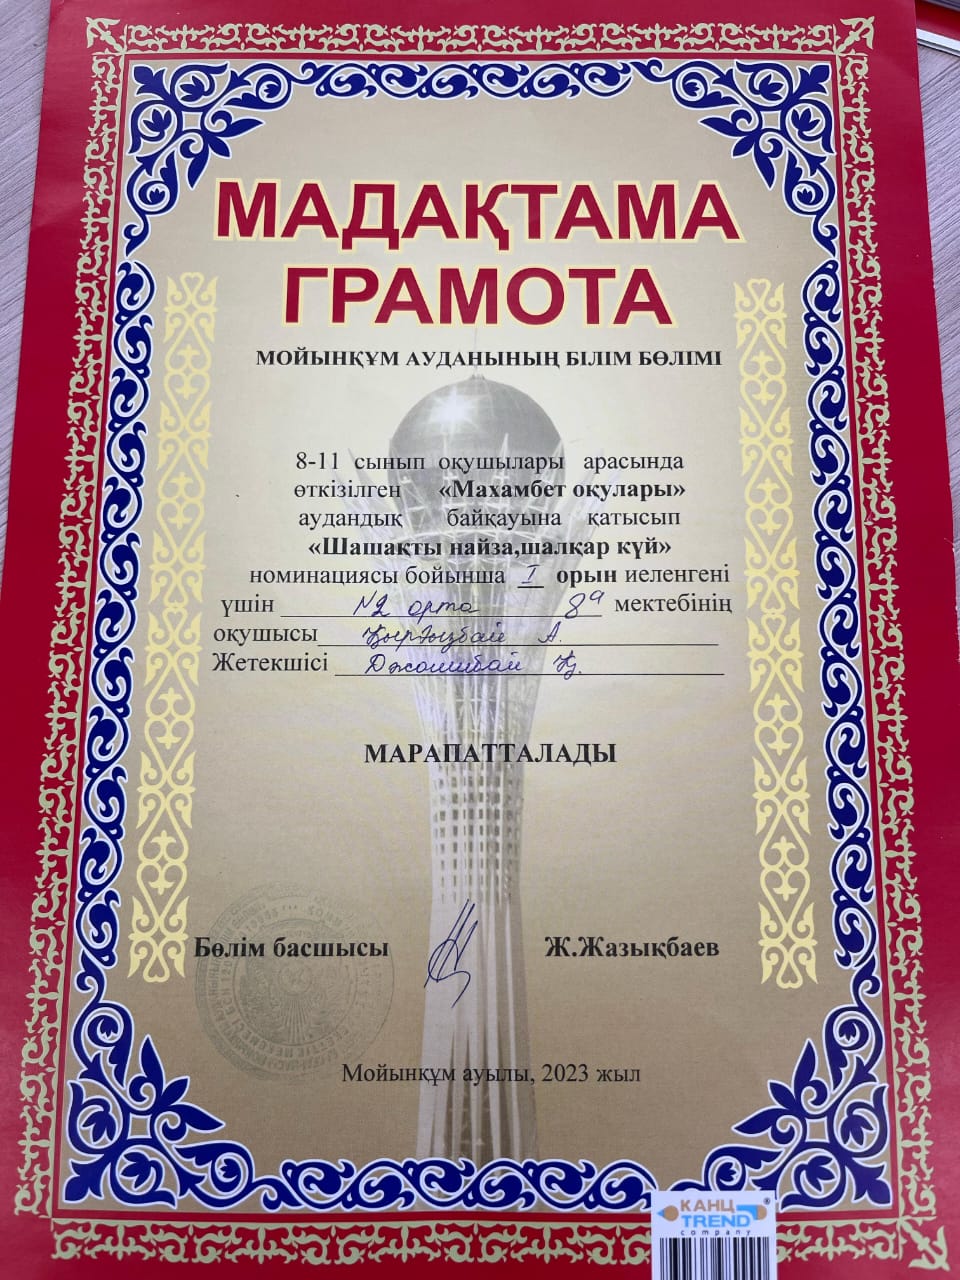 МАДАҚТАМА
ГРАМОТА
МОЙЫНҚҰМ АУДАНЫНЫҢ БІЛІМ БӨЛІМІ
8-11 сынып оқушылары арасында
өткізілген «Махамбет оқулары»
аудандық байқауына қатысып
«Шашақты найза,шалқар күй»
номинациясы бойынша I орын иеленгені
үшін №2 орта 8ᵃ мектебінің
оқушысы Қырғызбай А.
Жетекшісі Қ.
МАРАПАТТАЛАДЫ
Бөлім басшысы Ж.Жазықбаев
Мойынқұм ауылы, 2023 жыл
КАНЦ
TREND
company